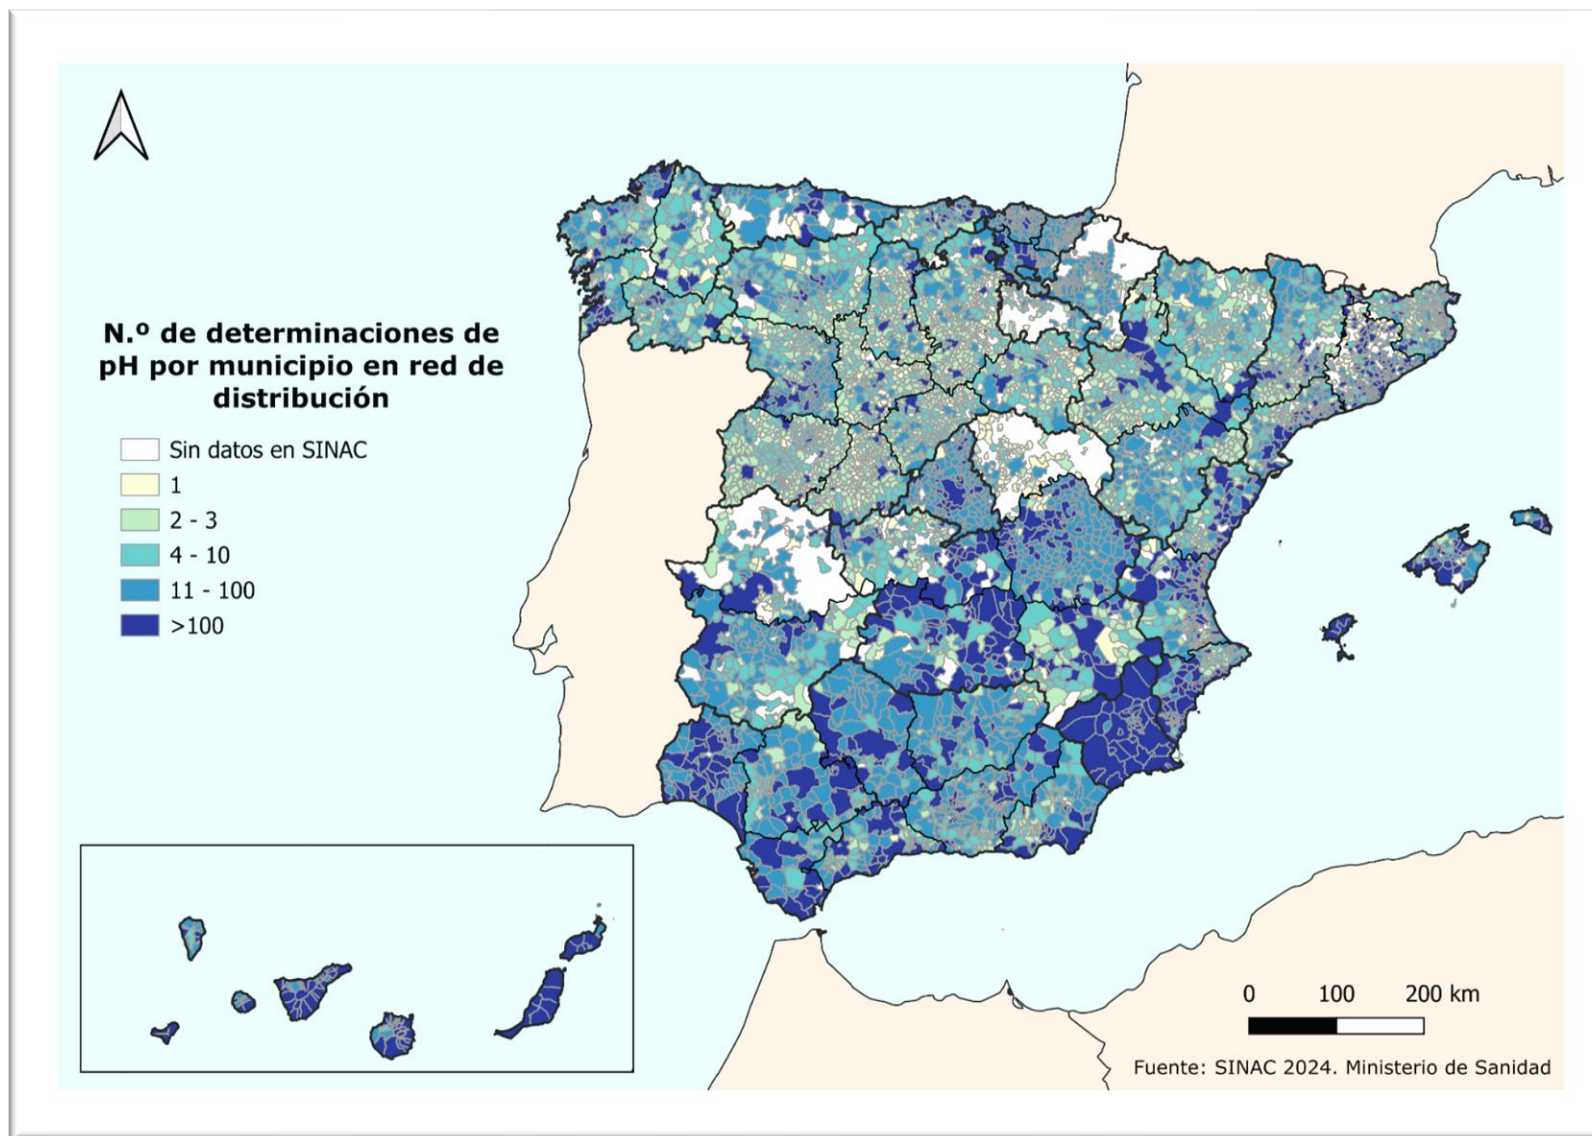 N.º de determinaciones de
pH por municipio en red de
distribución
Sin datos en SINAC
1
2 - 3
4 - 10
11 - 100
>100
0 100 200 km
Fuente: SINAC 2024. Ministerio de Sanidad